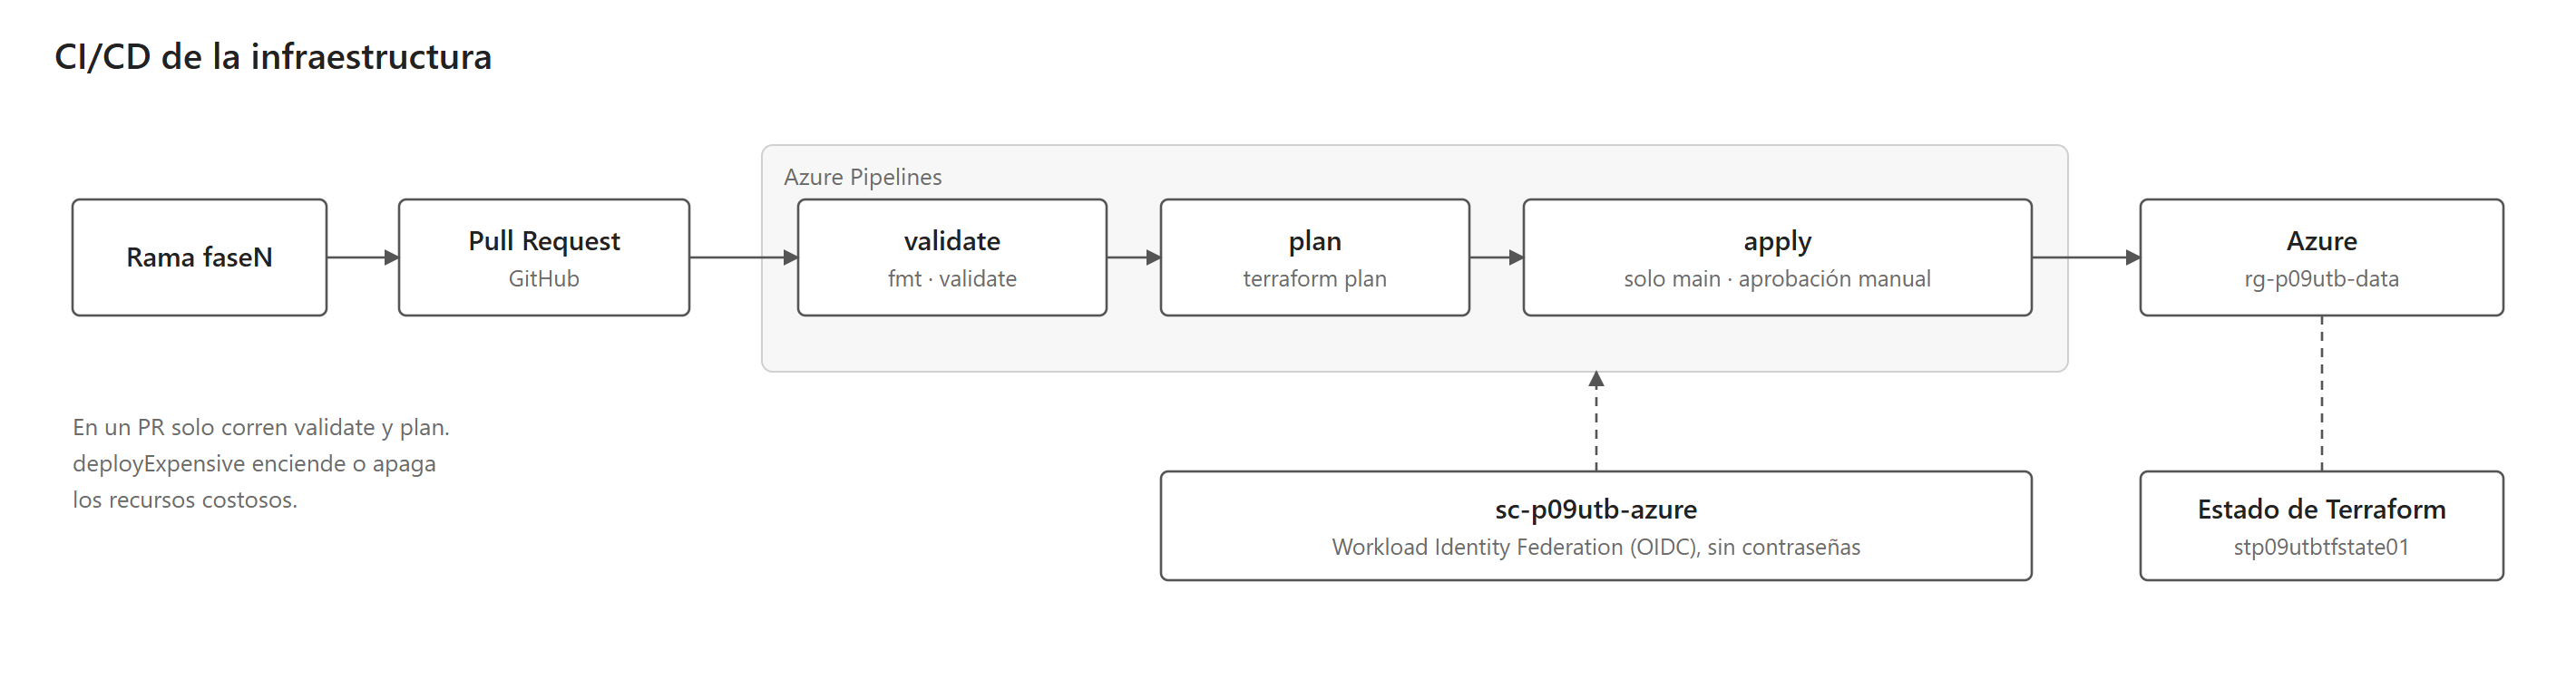 CI/CD de la infraestructura
Azure Pipelines
Rama faseN
Pull Request
GitHub
validate
fmt · validate
plan
terraform plan
apply
solo main · aprobación manual
Azure
rg-p09utb-data
En un PR solo corren validate y plan.
deployExpensive enciende o apaga
los recursos costosos.
sc-p09utb-azure
Workload Identity Federation (OIDC), sin contraseñas
Estado de Terraform
stp09utbtfstate01